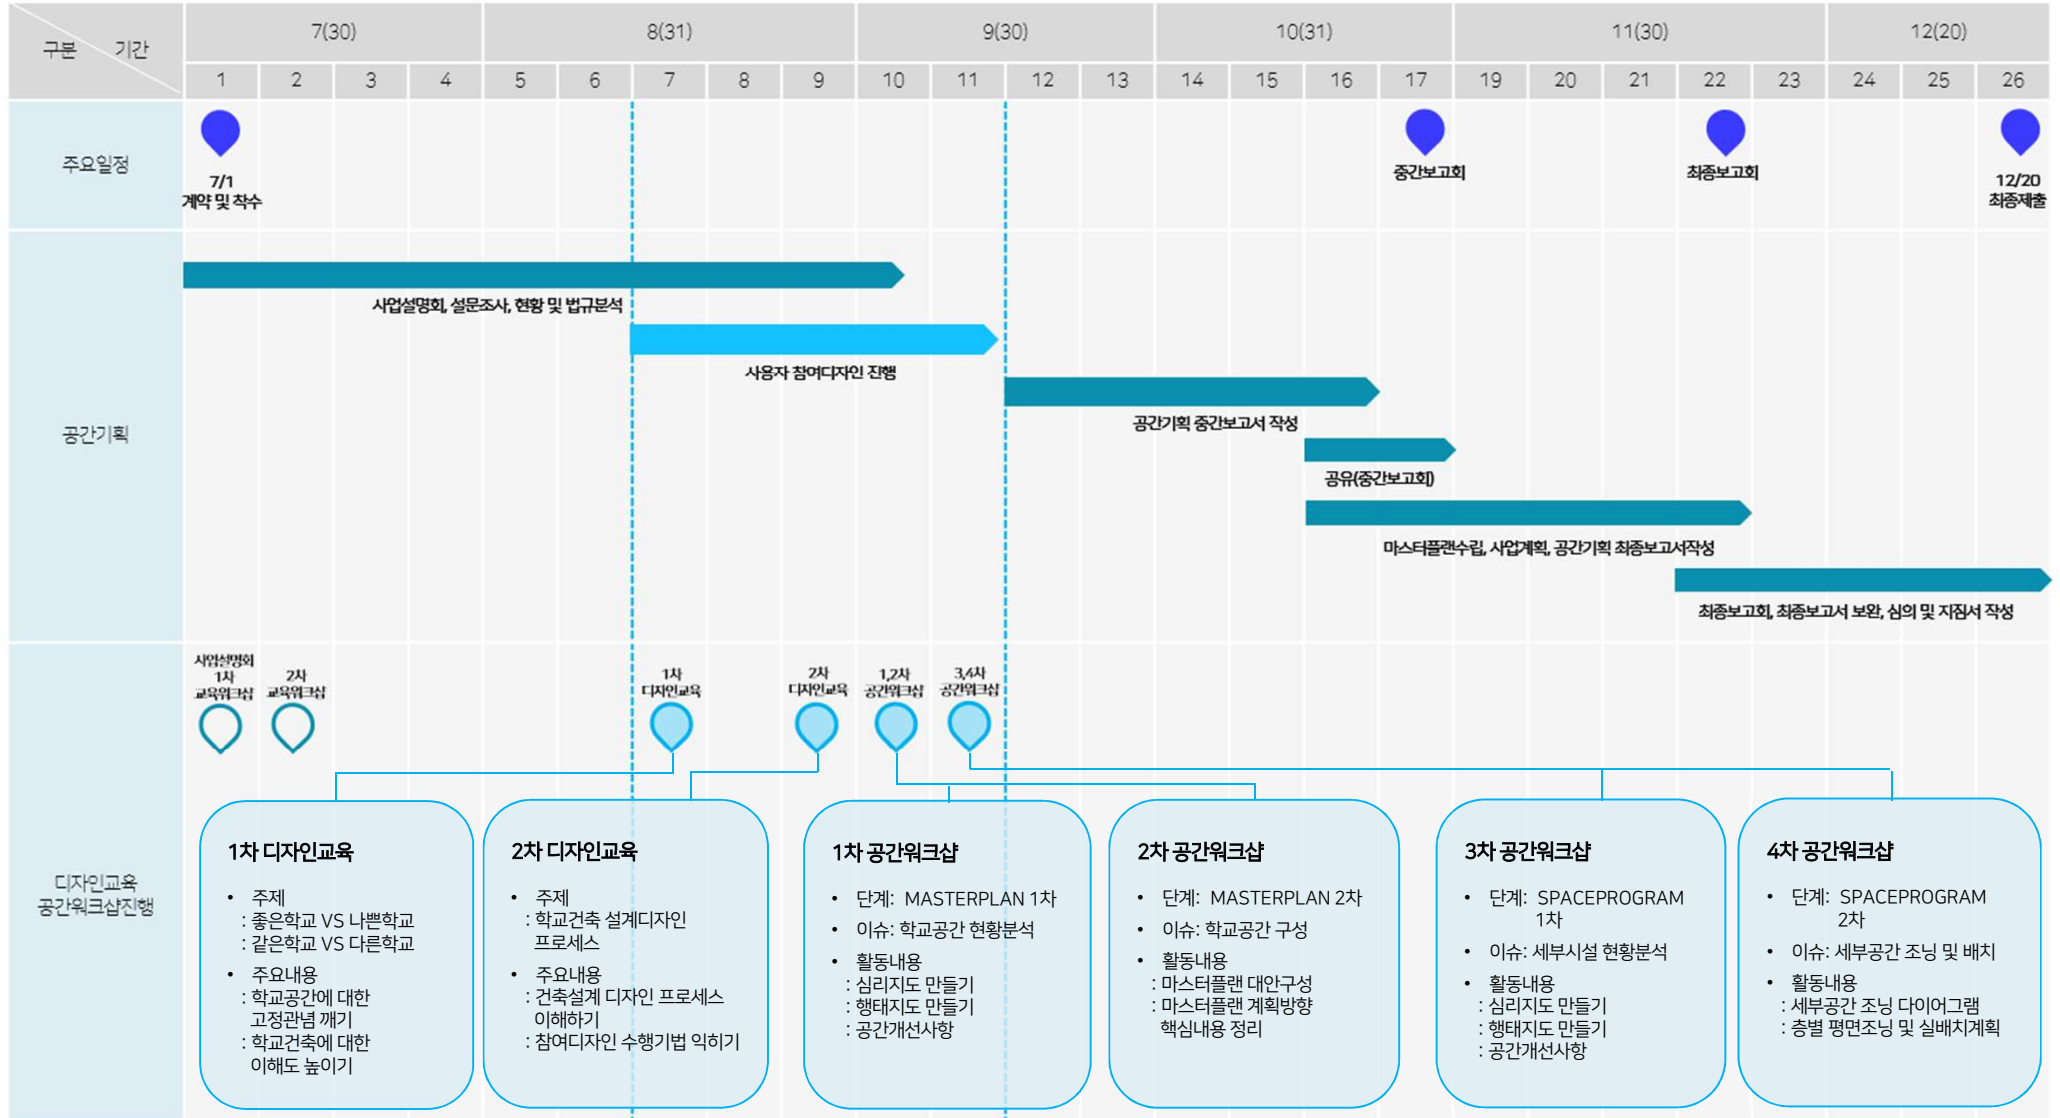 구분 기간
7(30) 8(31) 9(30) 10(31) 11(30) 12(20)
1 2 3 4 5 6 7 8 9 10 11 12 13 14 15 16 17 19 20 21 22 23 24 25 26
주요일정
7/1
계약 및 착수
중간보고회
최종보고회
12/20
최종제출
공간기획
사업설명회, 설문조사, 현황 및 법규분석
사용자 참여디자인 진행
공간기획 중간보고서 작성
공유(중간보고회)
마스터플랜수립, 사업계획, 공간기획 최종보고서작성
최종보고회, 최종보고서 보완, 심의 및 지침서 작성
디자인교육
공간워크샵진행
사업설명회
1차
교육워크샵
2차
교육워크샵
1차
디자인교육
2차
디자인교육
1,2차
공간워크샵
3,4차
공간워크샵
1차 디자인교육
• 주제
: 좋은학교 VS 나쁜학교
: 같은학교 VS 다른학교
• 주요내용
: 학교공간에 대한
고정관념 깨기
: 학교건축에 대한
이해도 높이기
2차 디자인교육
• 주제
: 학교건축 설계디자인
프로세스
• 주요내용
: 건축설계 디자인 프로세스
이해하기
: 참여디자인 수행기법 익히기
1차 공간워크샵
• 단계: MASTERPLAN 1차
• 이슈: 학교공간 현황분석
• 활동내용
: 심리지도 만들기
: 행태지도 만들기
: 공간개선사항
2차 공간워크샵
• 단계: MASTERPLAN 2차
• 이슈: 학교공간 구성
• 활동내용
: 마스터플랜 대안구성
: 마스터플랜 계획방향
핵심내용 정리
3차 공간워크샵
• 단계: SPACEPROGRAM
1차
• 이슈: 세부시설 현황분석
• 활동내용
: 심리지도 만들기
: 행태지도 만들기
: 공간개선사항
4차 공간워크샵
• 단계: SPACEPROGRAM
2차
• 이슈: 세부공간 조닝 및 배치
• 활동내용
: 세부공간 조닝 다이어그램
: 층별 평면조닝 및 실배치계획